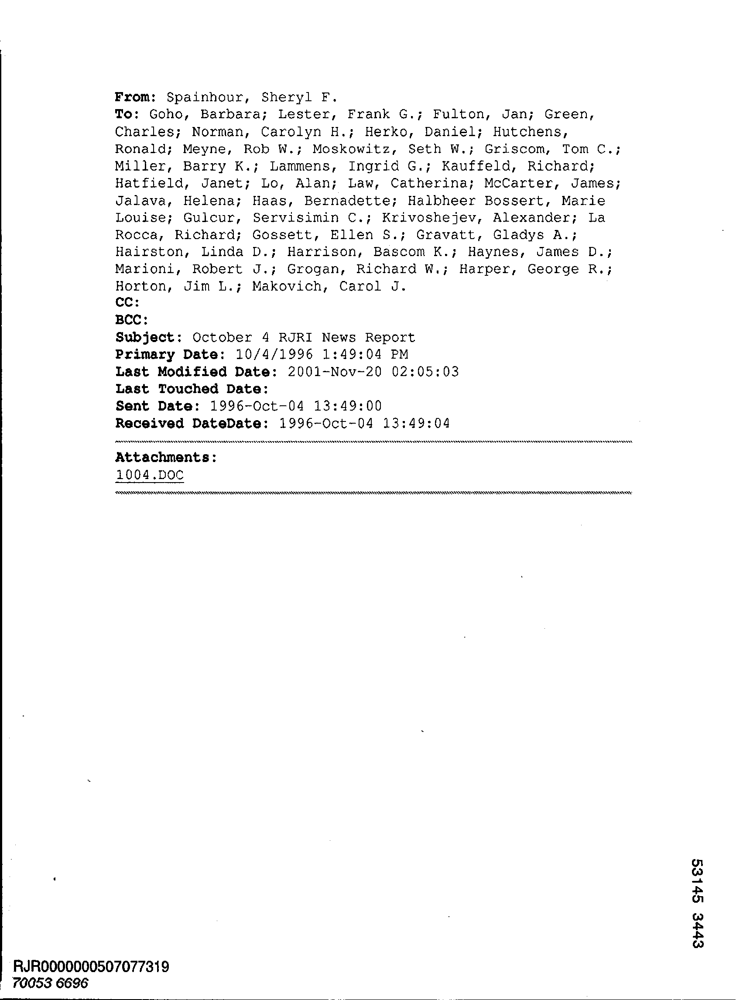 From: Spainhour, Sheryl F.
To: Goho, Barbara; Lester, Frank G.; Fulton, Jan; Green,
Charles; Norman, Carolyn H.; Herko, Daniel; Hutchens,
Ronald; Meyne, Rob W.; Moskowitz, Seth W.; Griscom, Tom C.;
Miller, Barry K.; Lammens, Ingrid G.; Kauffeld, Richard;
Hatfield, Janet; Lo, Alan; Law, Catherina; McCarter, James;
Jalava, Helena; Haas, Bernadette; Halbheer Bossert, Marie
Louise; Gulcur, Servisimin C.; Krivoshejev, Alexander; La
Rocca, Richard; Gossett, Ellen S.; Gravatt, Gladys A.;
Hairston, Linda D.; Harrison, Bascom K.; Haynes, James D.;
Marioni, Robert J.; Grogan, Richard W.; Harper, George R.;
Horton, Jim L.; Makovich, Carol J.
CC:
BCC:
Subject: October 4 RJRI News Report
Primary Date: 10/4/1996 1:49:04 PM
Last Modified Date: 2001-Nov-20 02:05:03
Last Touched Date:
Sent Date: 1996-Oct-04 13:49:00
Received DateDate: 1996-Oct-04 13:49:04
Attachments:
1004.DOC
53145 3443
RJR0000000507077319
70053 6696